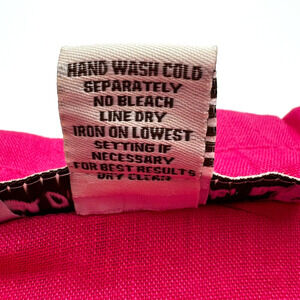 HAND WASH COLD
SEPARATELY
NO BLEACH
LINE DRY
IRON ON LOWEST
SETTING IF
NECESSARY
FOR BEST RESULTS
DRY CLEAN